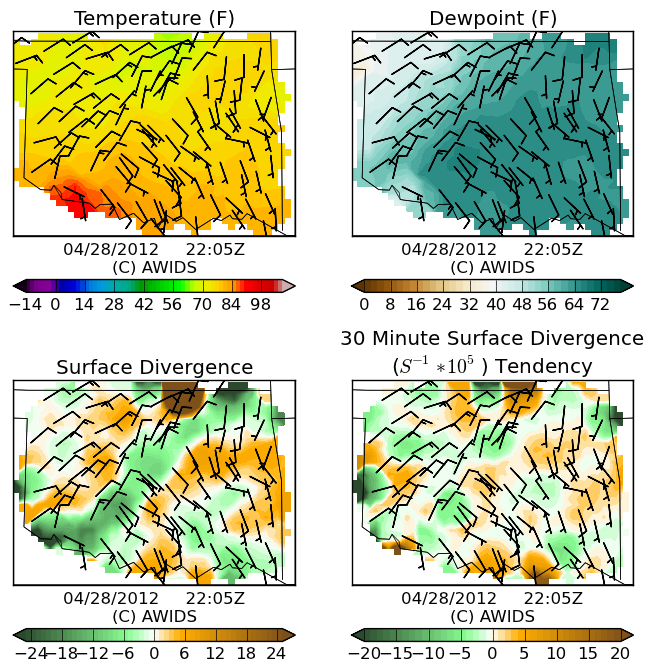 Temperature (F)
Dewpoint (F)
04/28/2012 22:05Z
(C) AWIDS
04/28/2012 22:05Z
(C) AWIDS
−14 0 14 28 42 56 70 84 98
0 8 16 24 32 40 48 56 64 72
Surface Divergence
30 Minute Surface Divergence
(S⁻¹ *10⁵ ) Tendency
04/28/2012 22:05Z
(C) AWIDS
04/28/2012 22:05Z
(C) AWIDS
−24 −18 −12 −6 0 6 12 18 24
−20 −15 −10 −5 0 5 10 15 20